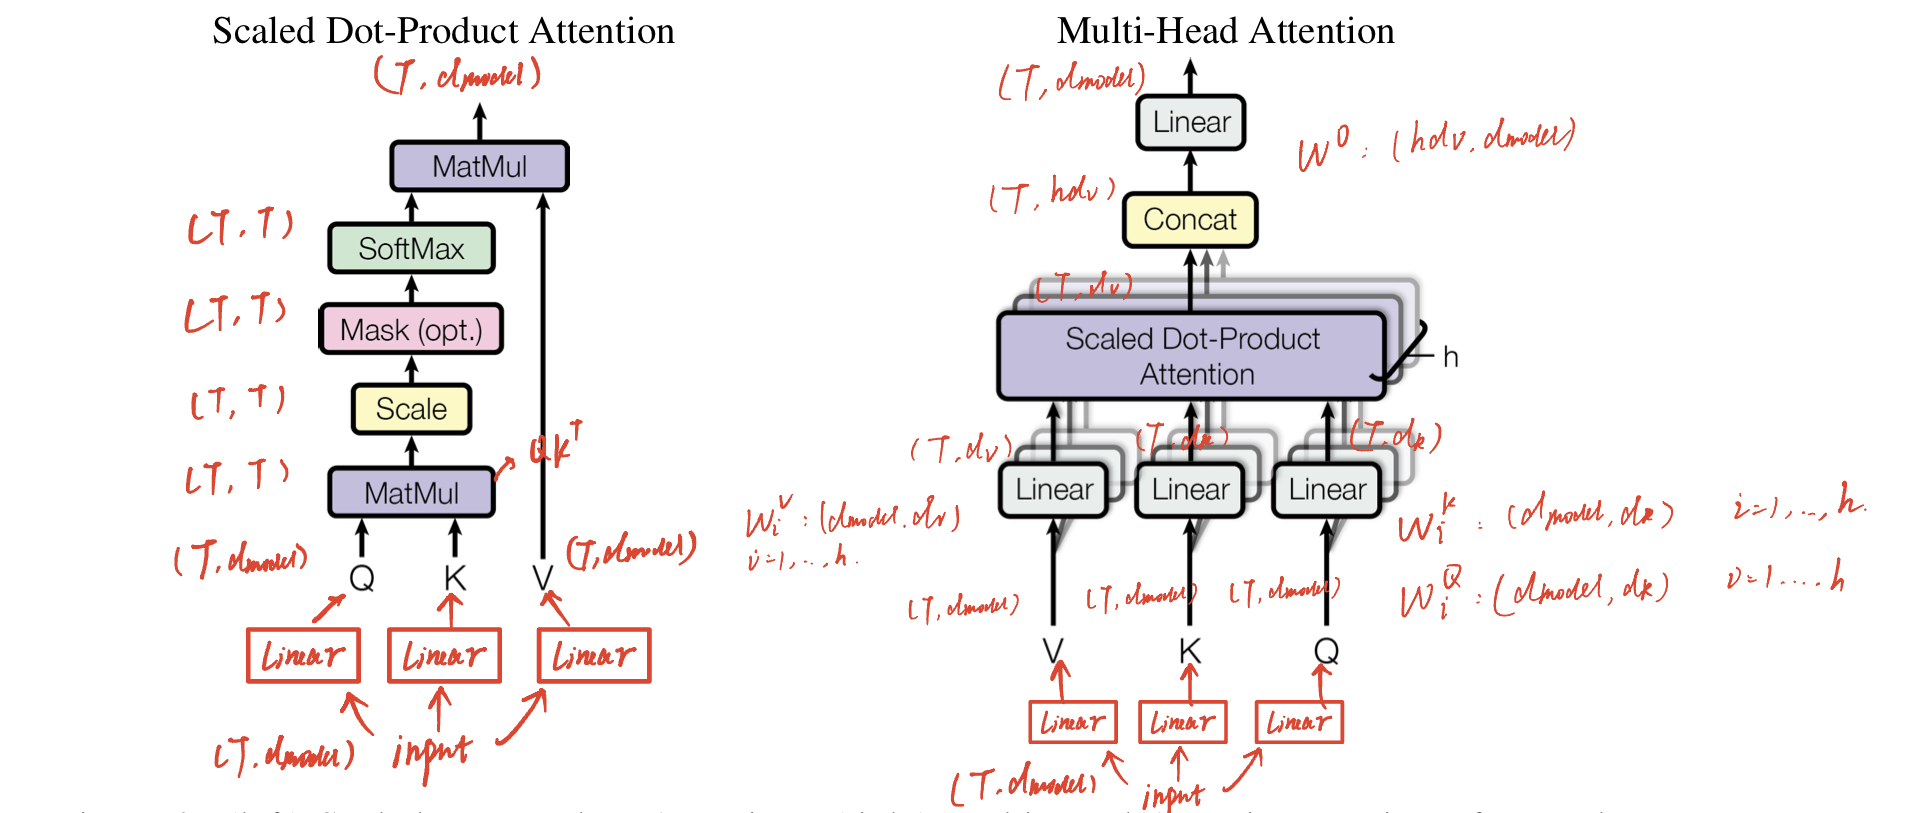 Scaled Dot-Product Attention
(T, dmodel)
MatMul
(T, T)
SoftMax
(T, T)
Mask (opt.)
(T, T)
Scale
QK^T
(T, T)
MatMul
(T, dmodel)
(T, dmodel)
Q K V
Linear Linear Linear
(T, dmodel) input
Multi-Head Attention
(T, dmodel)
Linear
W^O : (hdv, dmodel)
(T, hdv)
Concat
(T, dv)
Scaled Dot-Product
Attention
h
(T, dv) (T, dk) (T, dk)
Linear Linear Linear
W_i^V : (dmodel, dv)
i=1, ..., h.
W_i^K : (dmodel, dk) i=1, .., h.
W_i^Q : (dmodel, dk) i=1 .... h
(T, dmodel) (T, dmodel) (T, dmodel)
V K Q
Linear Linear Linear
(T, dmodel) input